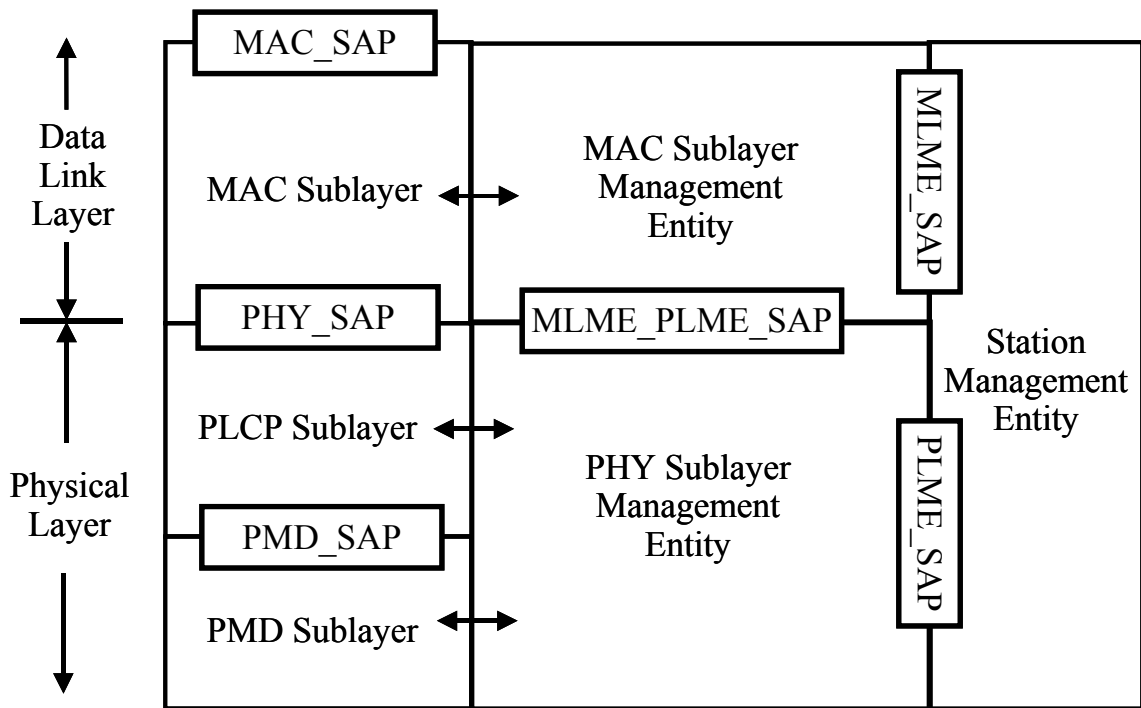 MAC_SAP
Data
Link
Layer
MAC Sublayer
MAC Sublayer
Management
Entity
MLME_SAP
PHY_SAP
MLME_PLME_SAP
Station
Management
Entity
PLCP Sublayer
Physical
Layer
PHY Sublayer
Management
Entity
PLME_SAP
PMD_SAP
PMD Sublayer